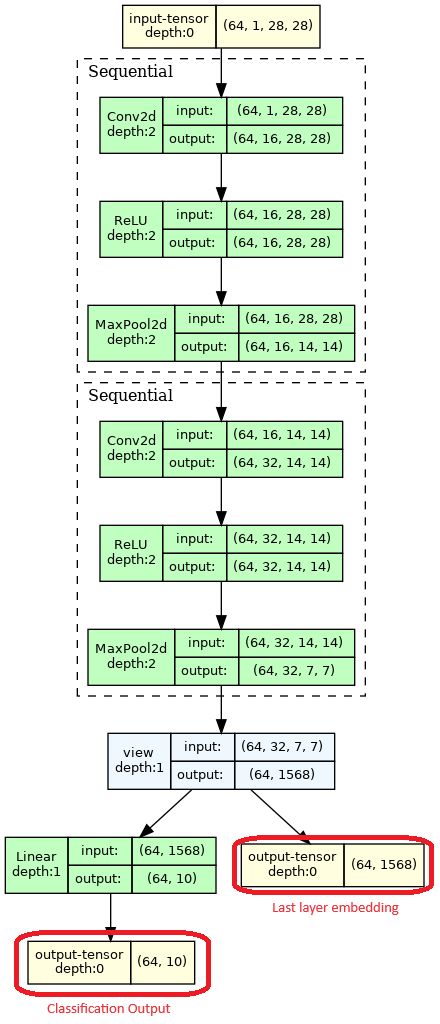 input-tensor
depth:0
(64, 1, 28, 28)
Sequential
Conv2d
depth:2
input:
(64, 1, 28, 28)
output:
(64, 16, 28, 28)
ReLU
depth:2
input:
(64, 16, 28, 28)
output:
(64, 16, 28, 28)
MaxPool2d
depth:2
input:
(64, 16, 28, 28)
output:
(64, 16, 14, 14)
Sequential
Conv2d
depth:2
input:
(64, 16, 14, 14)
output:
(64, 32, 14, 14)
ReLU
depth:2
input:
(64, 32, 14, 14)
output:
(64, 32, 14, 14)
MaxPool2d
depth:2
input:
(64, 32, 14, 14)
output:
(64, 32, 7, 7)
view
depth:1
input:
(64, 32, 7, 7)
output:
(64, 1568)
Linear
depth:1
input:
(64, 1568)
output:
(64, 10)
output-tensor
depth:0
(64, 1568)
Last layer embedding
output-tensor
depth:0
(64, 10)
Classification Output